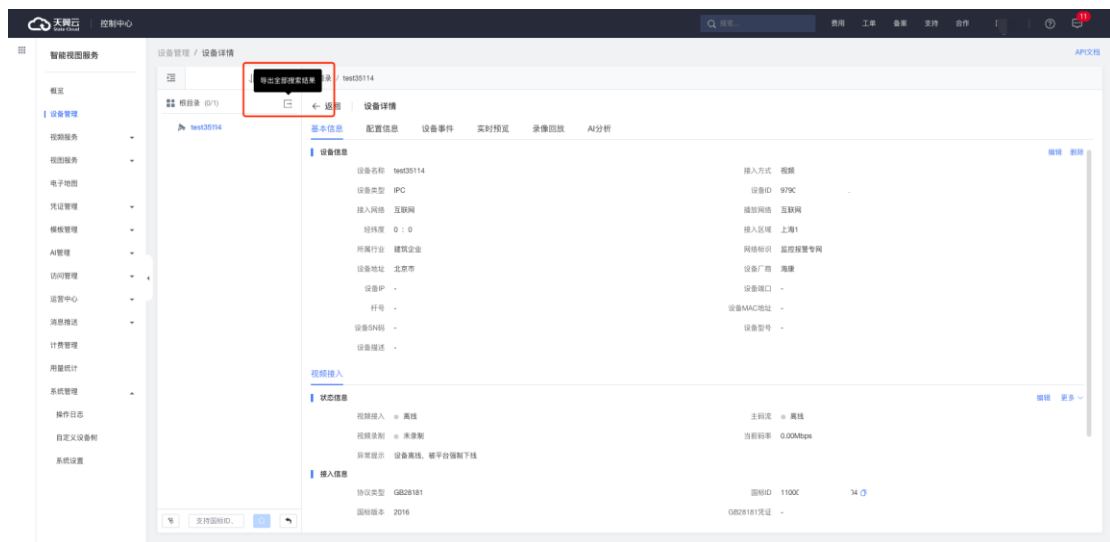 天翼云 State Cloud 控制中心 搜索... 费用 工单 备案 支持 合作 11
智能视图服务 设备管理 / 设备详情 API文档
导出全部搜索结果 / test35114
概览 根目录 (0/1) ← 返回 设备详情
设备管理 test35114 基本信息 配置信息 设备事件 实时预览 录像回放 AI分析
视频服务 设备信息 编辑 删除
视图服务 设备名称 test35114 接入方式 视频
电子地图 设备类型 IPC 设备ID 979C
凭证管理 接入网络 互联网 播放网络 互联网
模板管理 经纬度 0 : 0 接入区域 上海1
AI管理 所属行业 建筑企业 网络标识 监控报警专网
访问管理 设备地址 北京市 设备厂商 海康
运营中心 设备IP - 设备端口 -
消息推送 杆号 - 设备MAC地址 -
计费管理 设备SN码 - 设备型号 -
用量统计 设备描述 -
系统管理 视频接入
操作日志 状态信息 编辑 更多
自定义设备树 视频接入 离线 主码流 离线
系统设置 视频录制 未录制 当前码率 0.00Mbps
异常提示 设备离线、被平台强制下线
接入信息
协议类型 GB28181 国标ID 1100
支持国标ID、 国标版本 2016 GB28181凭证 -